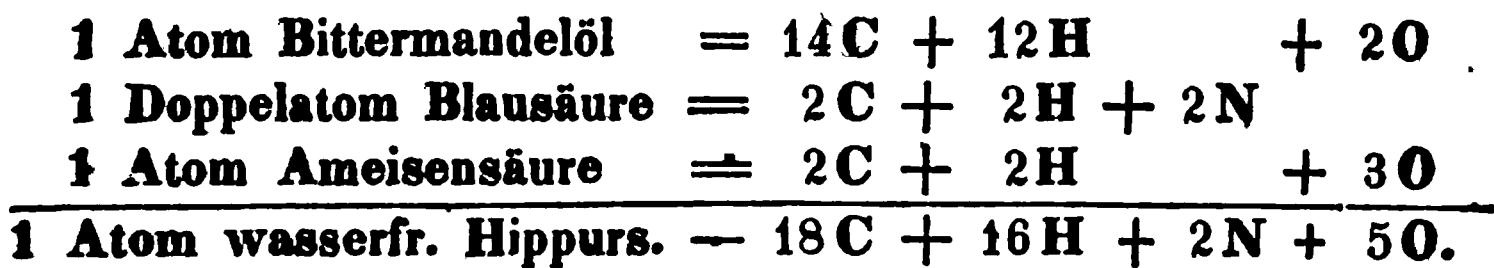 1 Atom Bittermandelöl = 14C + 12H + 2O
1 Doppelatom Blausäure = 2C + 2H + 2N
1 Atom Ameisensäure = 2C + 2H + 3O
1 Atom wasserfr. Hippurs. — 18C + 16H + 2N + 5O.